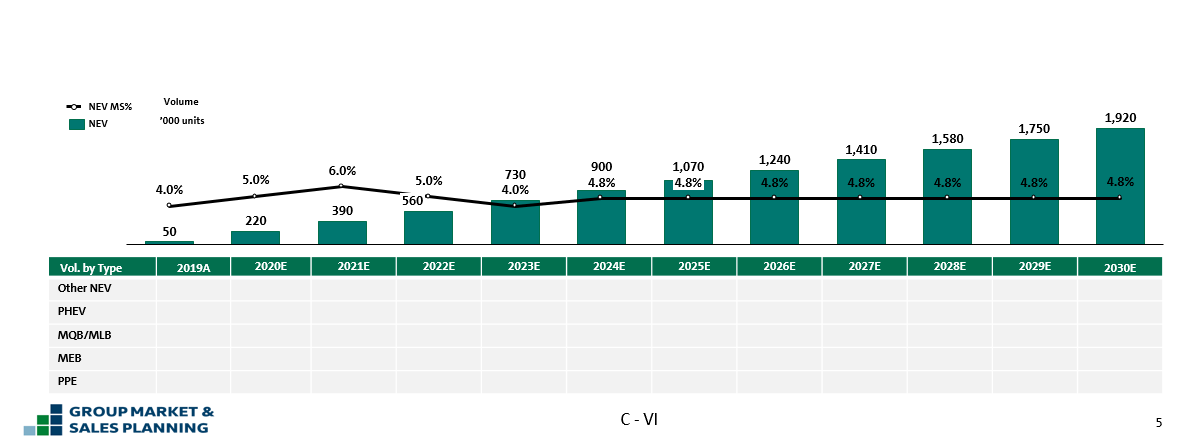 NEV MS%
NEV
Volume
'000 units
4.0% 5.0% 6.0% 5.0% 4.0% 4.8% 4.8% 4.8% 4.8% 4.8% 4.8% 4.8%
50 220 390 560 730 900 1,070 1,240 1,410 1,580 1,750 1,920
Vol. by Type 2019A 2020E 2021E 2022E 2023E 2024E 2025E 2026E 2027E 2028E 2029E 2030E
Other NEV
PHEV
MQB/MLB
MEB
PPE
GROUP MARKET &
SALES PLANNING
C - VI
5